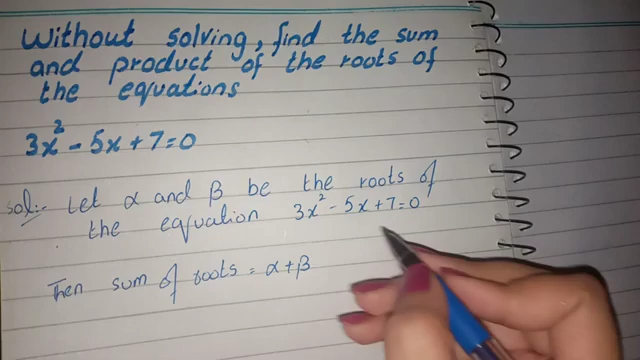 Without solving, find the sum
and product of the roots of
the equations
3x² - 5x + 7 = 0
Sol:- Let α and β be the roots of
the equation 3x² - 5x + 7 = 0
Then sum of roots = α + β